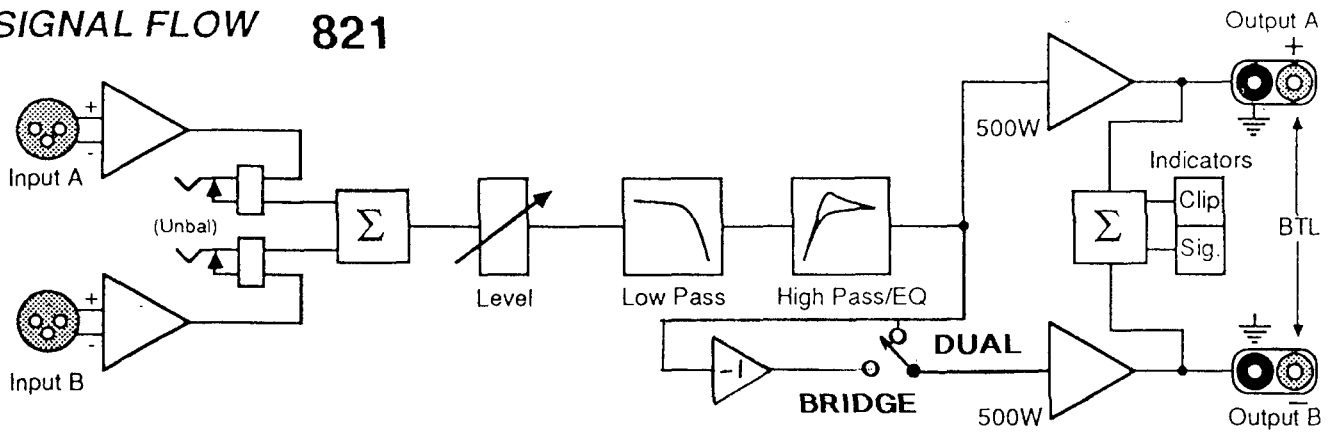 SIGNAL FLOW 821
Output A
+
500W
+
-
Input A
Indicators
Clip
Sig.
BTL
(Unbal)
Σ
Σ
Level
Low Pass
High Pass/EQ
+
-
Input B
-1
DUAL
BRIDGE
500W
-
Output B